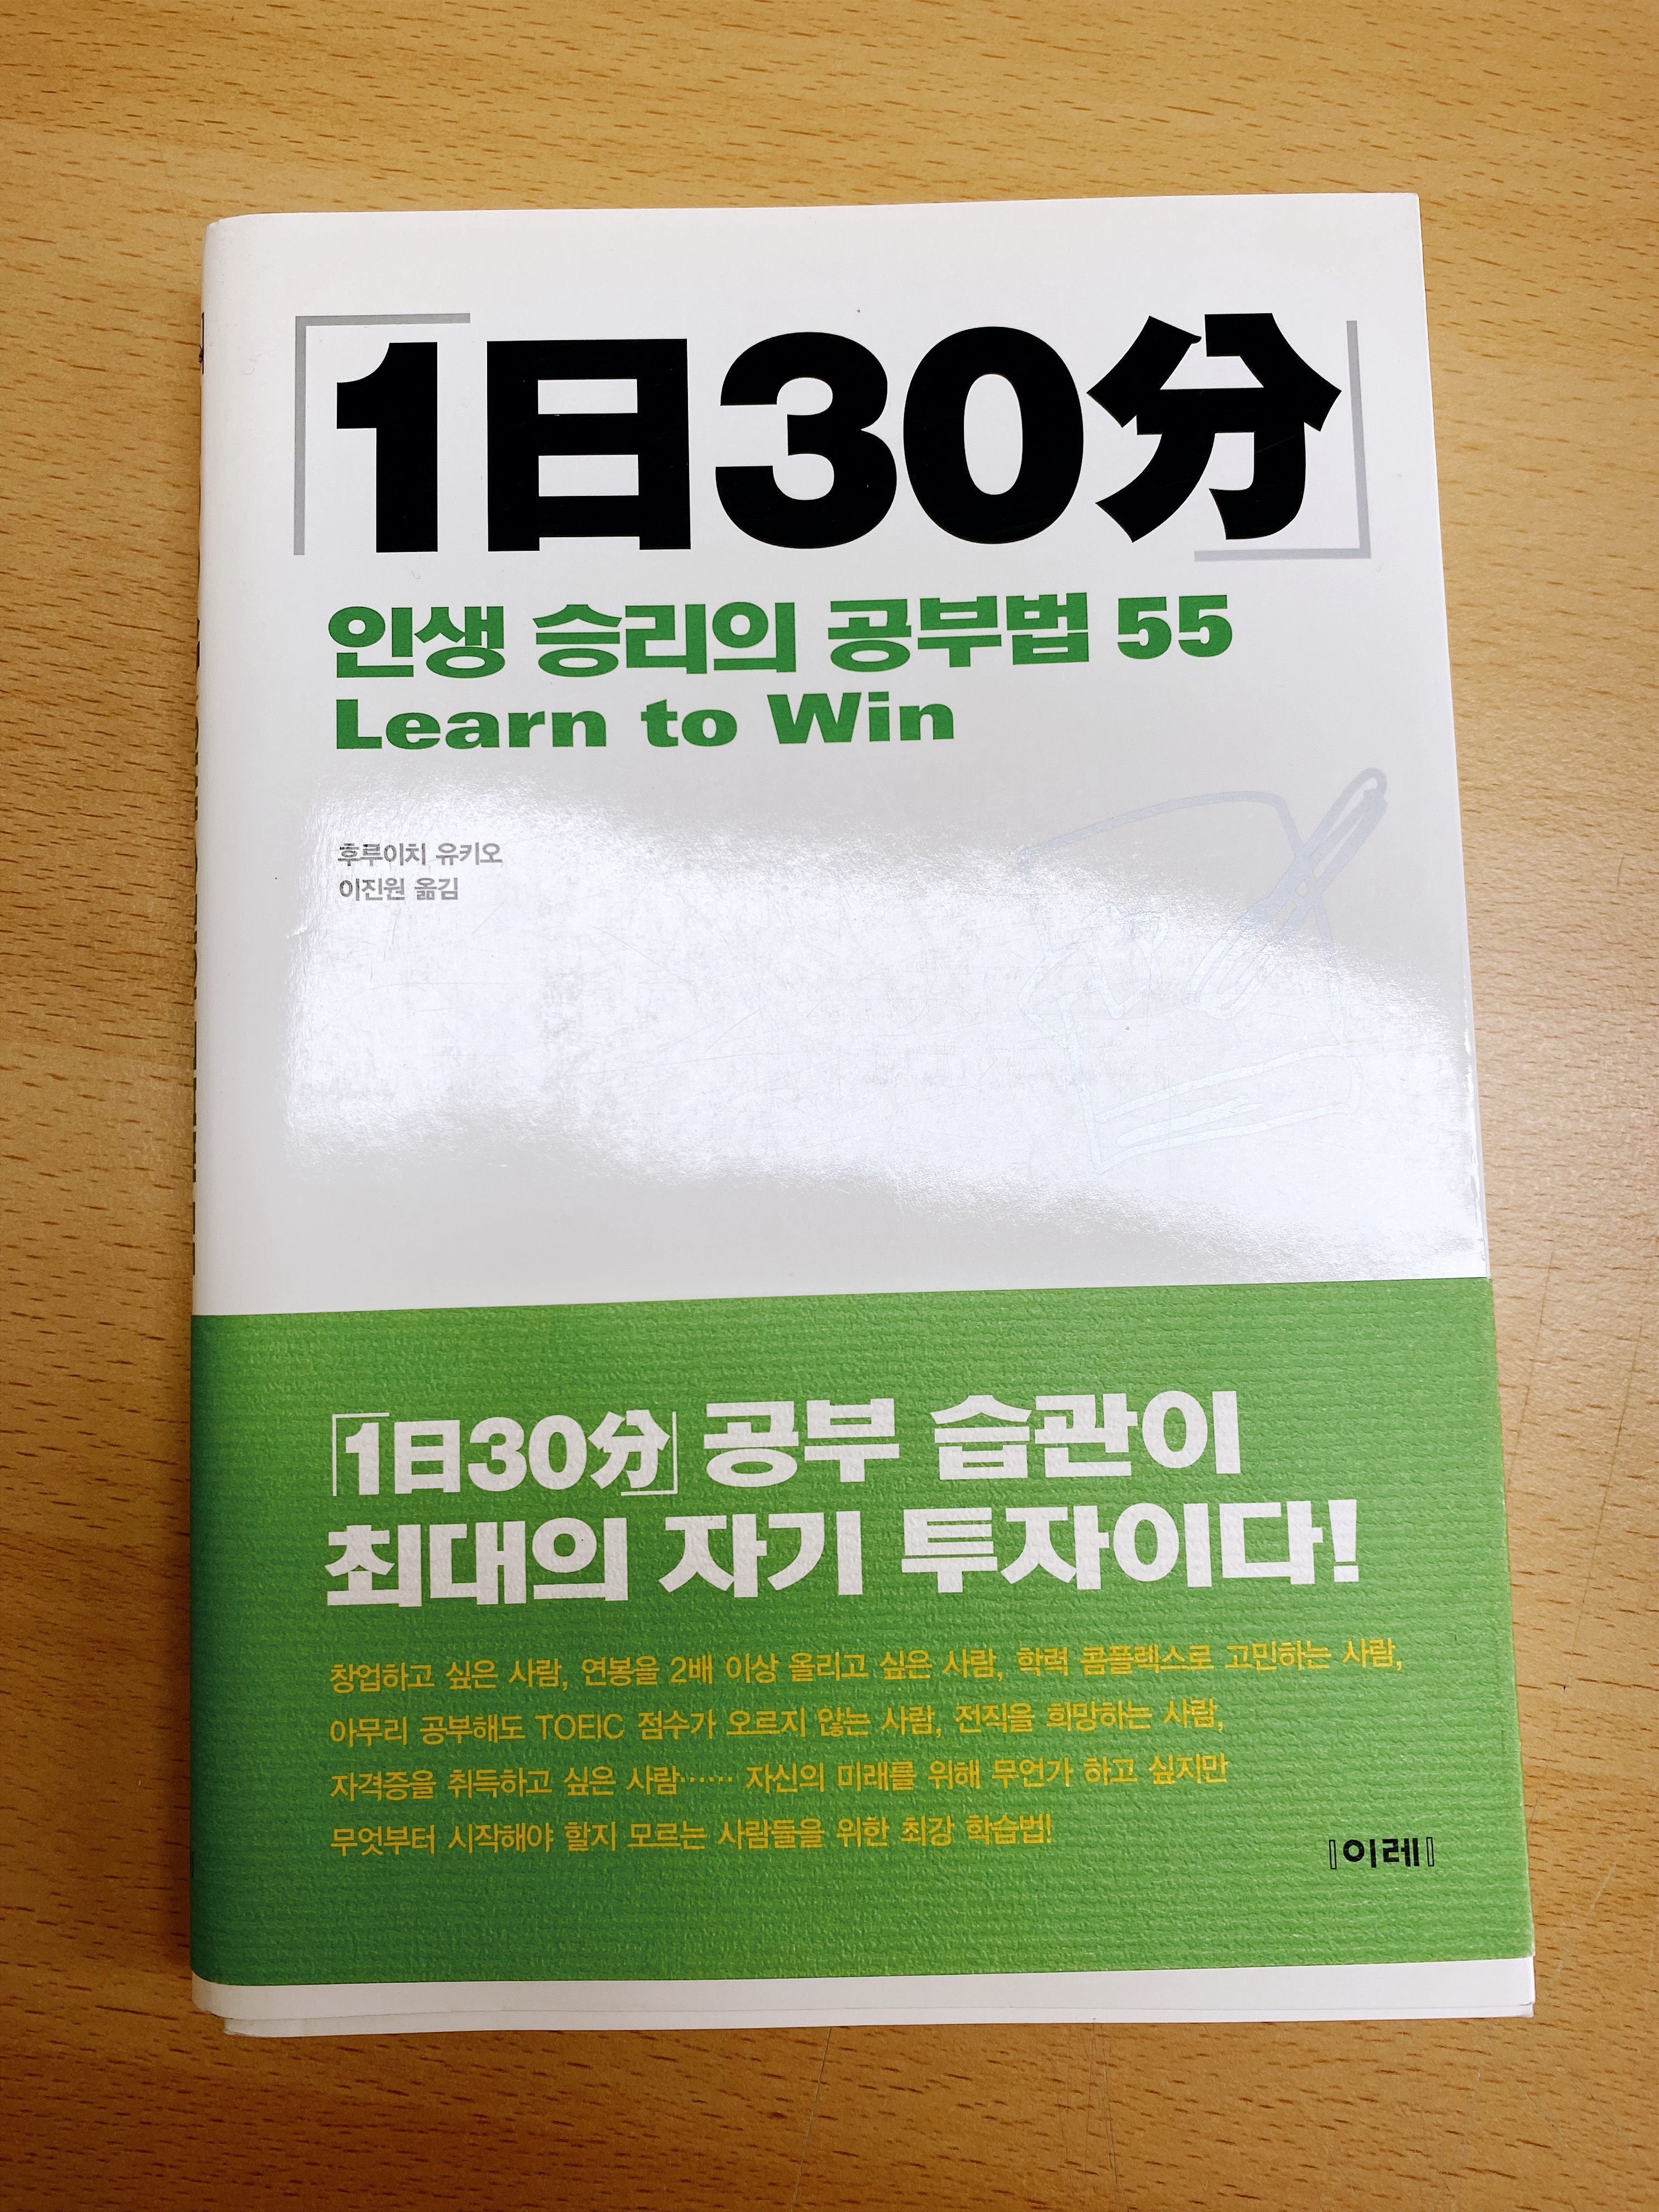 「1日30分」
인생 승리의 공부법 55
Learn to Win
후루이치 유키오
이진원 옮김
「1日30分」 공부 습관이
최대의 자기 투자이다!
창업하고 싶은 사람, 연봉을 2배 이상 올리고 싶은 사람, 학력 콤플렉스로 고민하는 사람,
아무리 공부해도 TOEIC 점수가 오르지 않는 사람, 전직을 희망하는 사람,
자격증을 취득하고 싶은 사람…… 자신의 미래를 위해 무언가 하고 싶지만
무엇부터 시작해야 할지 모르는 사람들을 위한 최강 학습법!
이레